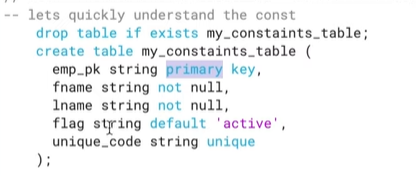 -- lets quickly understand the const
drop table if exists my_constaints_table;
create table my_constaints_table (
emp_pk string primary key,
fname string not null,
lname string not null,
flag string default 'active',
unique_code string unique
);